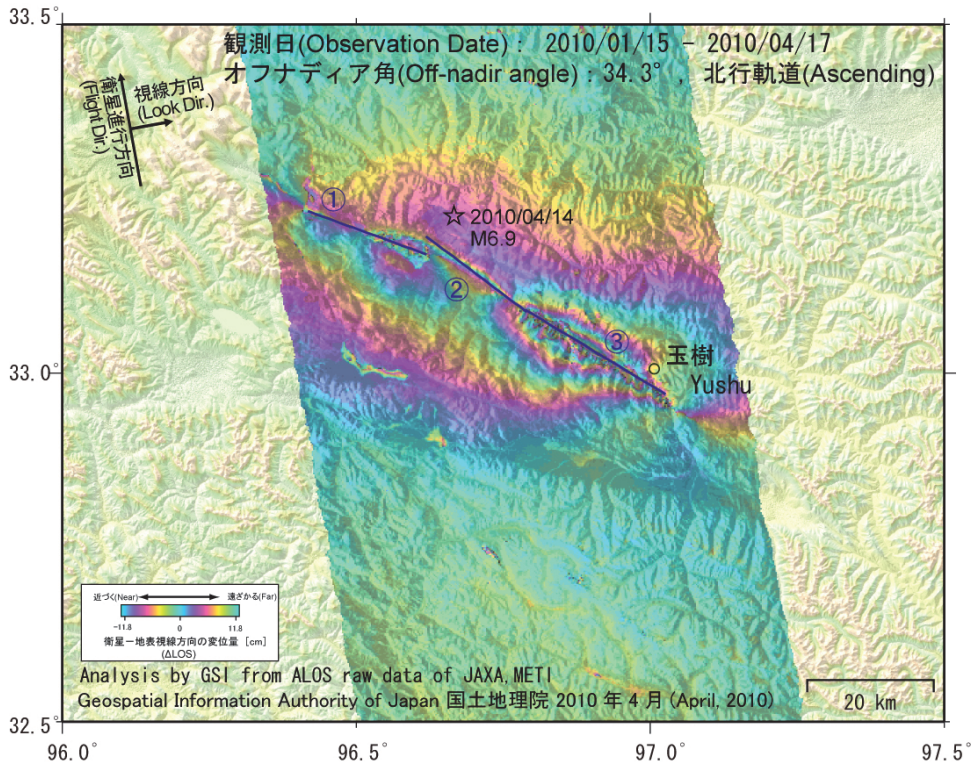 33.5°
観測日(Observation Date) : 2010/01/15 - 2010/04/17
オフナディア角(Off-nadir angle) : 34.3° , 北行軌道(Ascending)
衛星進行方向
(Flight Dir.)
視線方向
(Look Dir.)
①
☆ 2010/04/14
M6.9
②
③
玉樹
Yushu
33.0°
近づく(Near)
遠ざかる(Far)
-11.8
0
11.8
衛星－地表視線方向の変位量 [cm]
(ΔLOS)
Analysis by GSI from ALOS raw data of JAXA,METI
Geospatial Information Authority of Japan 国土地理院 2010 年 4 月 (April, 2010)
20 km
32.5°
96.0°
96.5°
97.0°
97.5°